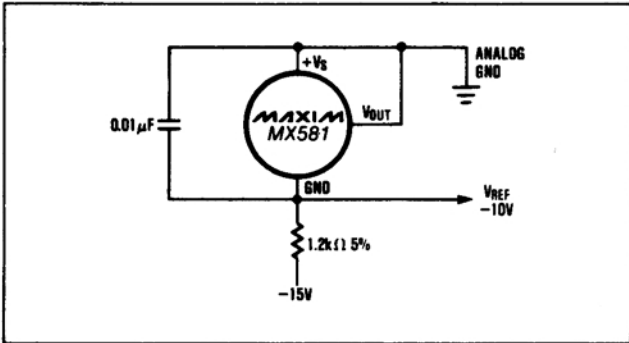 +VS
ANALOG
GND
0.01µF
MAXIM
MX581
VOUT
GND
VREF
-10V
1.2kΩ 5%
-15V